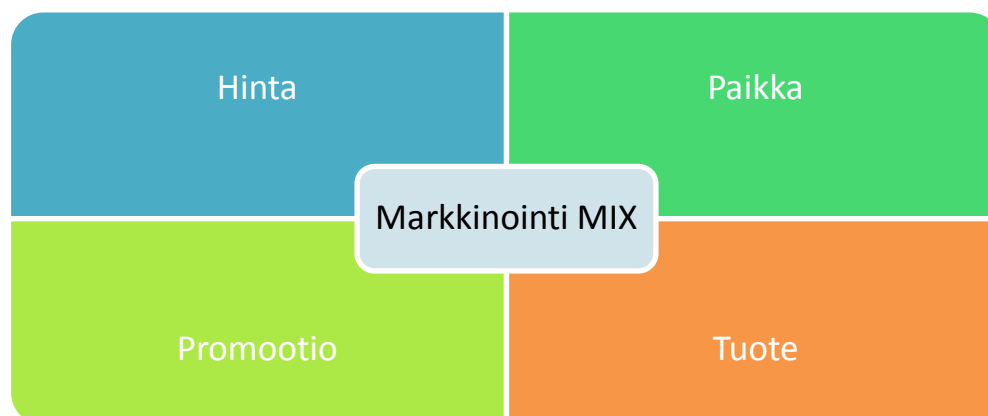 Hinta
Paikka
Markkinointi MIX
Promootio
Tuote